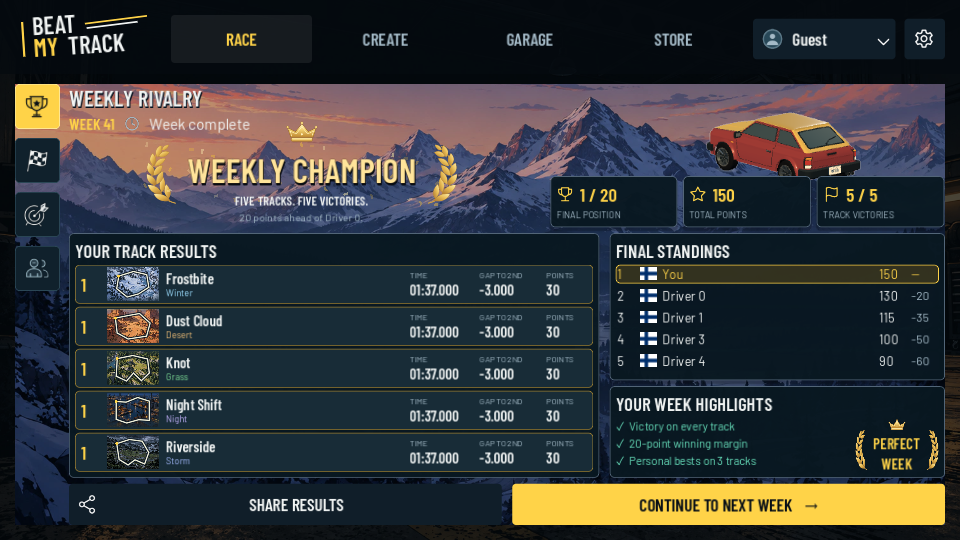 BEAT
MY TRACK
RACE
CREATE
GARAGE
STORE
Guest
WEEKLY RIVALRY
WEEK 41 Week complete
WEEKLY CHAMPION
FIVE TRACKS. FIVE VICTORIES.
20 points ahead of Driver 0.
1 / 20
FINAL POSITION
150
TOTAL POINTS
5 / 5
TRACK VICTORIES
YOUR TRACK RESULTS
1 Frostbite TIME GAP TO 2ND POINTS
Winter 01:37.000 -3.000 30
1 Dust Cloud TIME GAP TO 2ND POINTS
Desert 01:37.000 -3.000 30
1 Knot TIME GAP TO 2ND POINTS
Grass 01:37.000 -3.000 30
1 Night Shift TIME GAP TO 2ND POINTS
Night 01:37.000 -3.000 30
1 Riverside TIME GAP TO 2ND POINTS
Storm 01:37.000 -3.000 30
FINAL STANDINGS
1 You 150 –
2 Driver 0 130 -20
3 Driver 1 115 -35
4 Driver 3 100 -50
5 Driver 4 90 -60
YOUR WEEK HIGHLIGHTS
✓ Victory on every track
✓ 20-point winning margin
✓ Personal bests on 3 tracks
PERFECT
WEEK
SHARE RESULTS
CONTINUE TO NEXT WEEK →